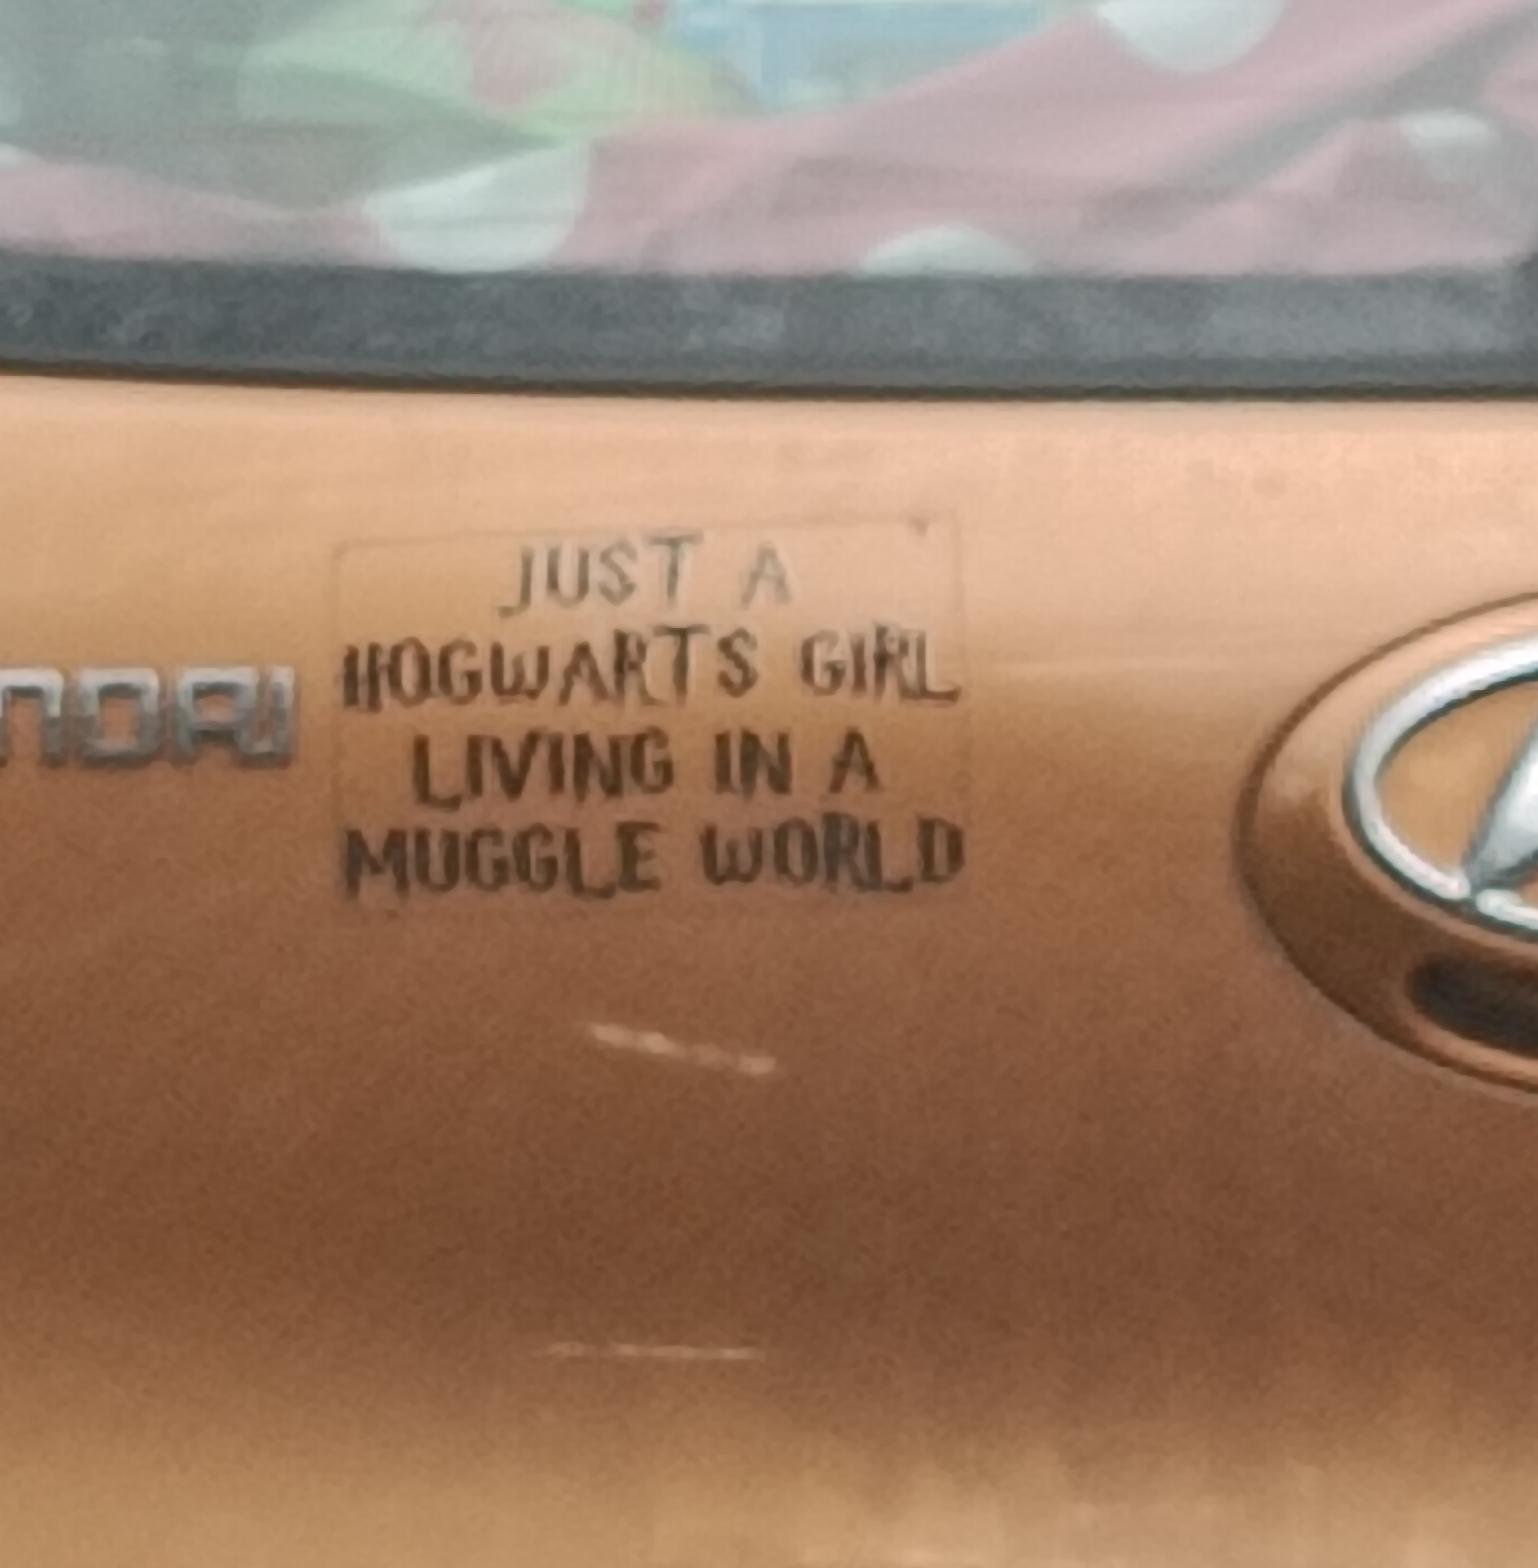 JUST A
HOGWARTS GIRL
LIVING IN A
MUGGLE WORLD